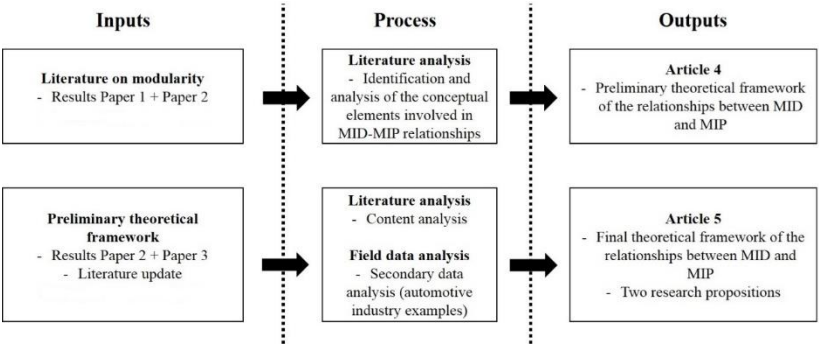 Inputs
Process
Outputs
Literature on modularity
- Results Paper 1 + Paper 2
Literature analysis
- Identification and
analysis of the conceptual
elements involved in
MID-MIP relationships
Article 4
- Preliminary theoretical framework
of the relationships between MID
and MIP
Preliminary theoretical
framework
- Results Paper 2 + Paper 3
- Literature update
Literature analysis
- Content analysis
Field data analysis
- Secondary data
analysis (automotive
industry examples)
Article 5
- Final theoretical framework of the
relationships between MID and
MIP
- Two research propositions